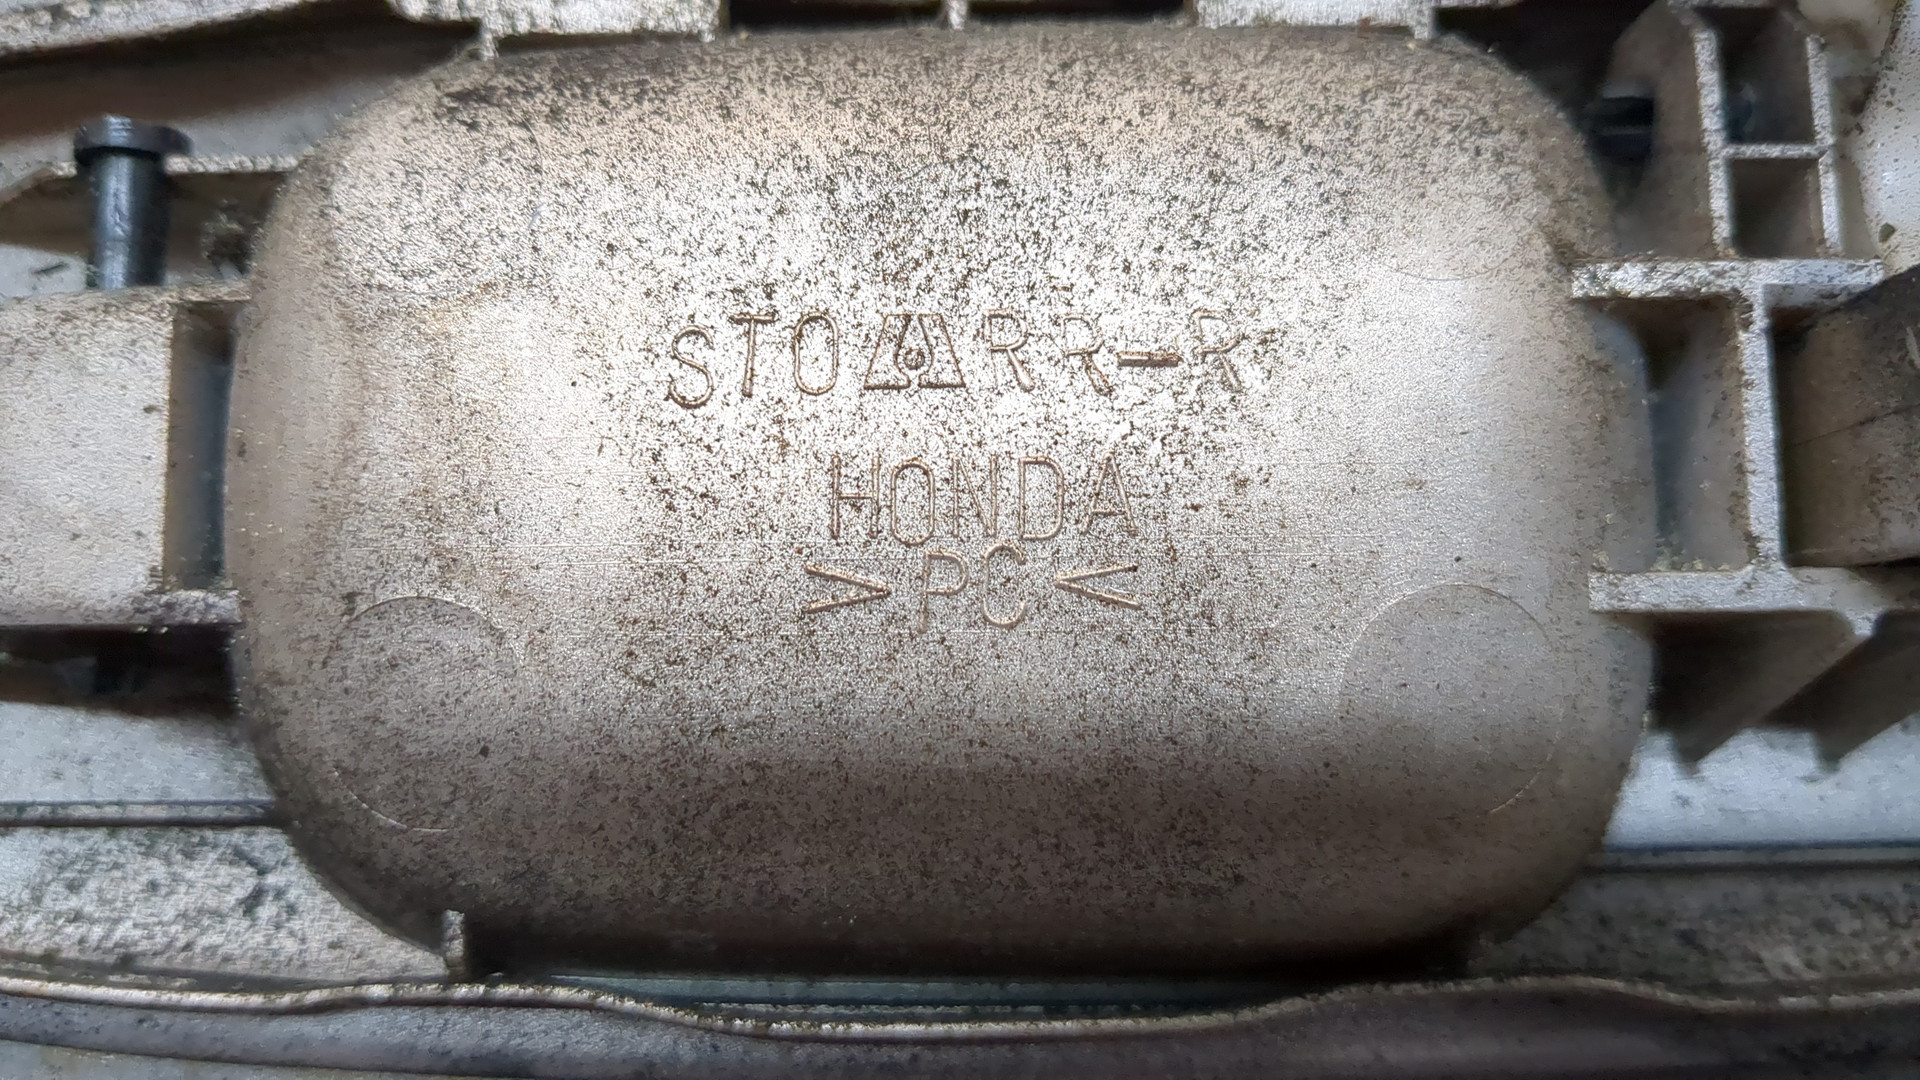 STO RR-R
HONDA
>PC<